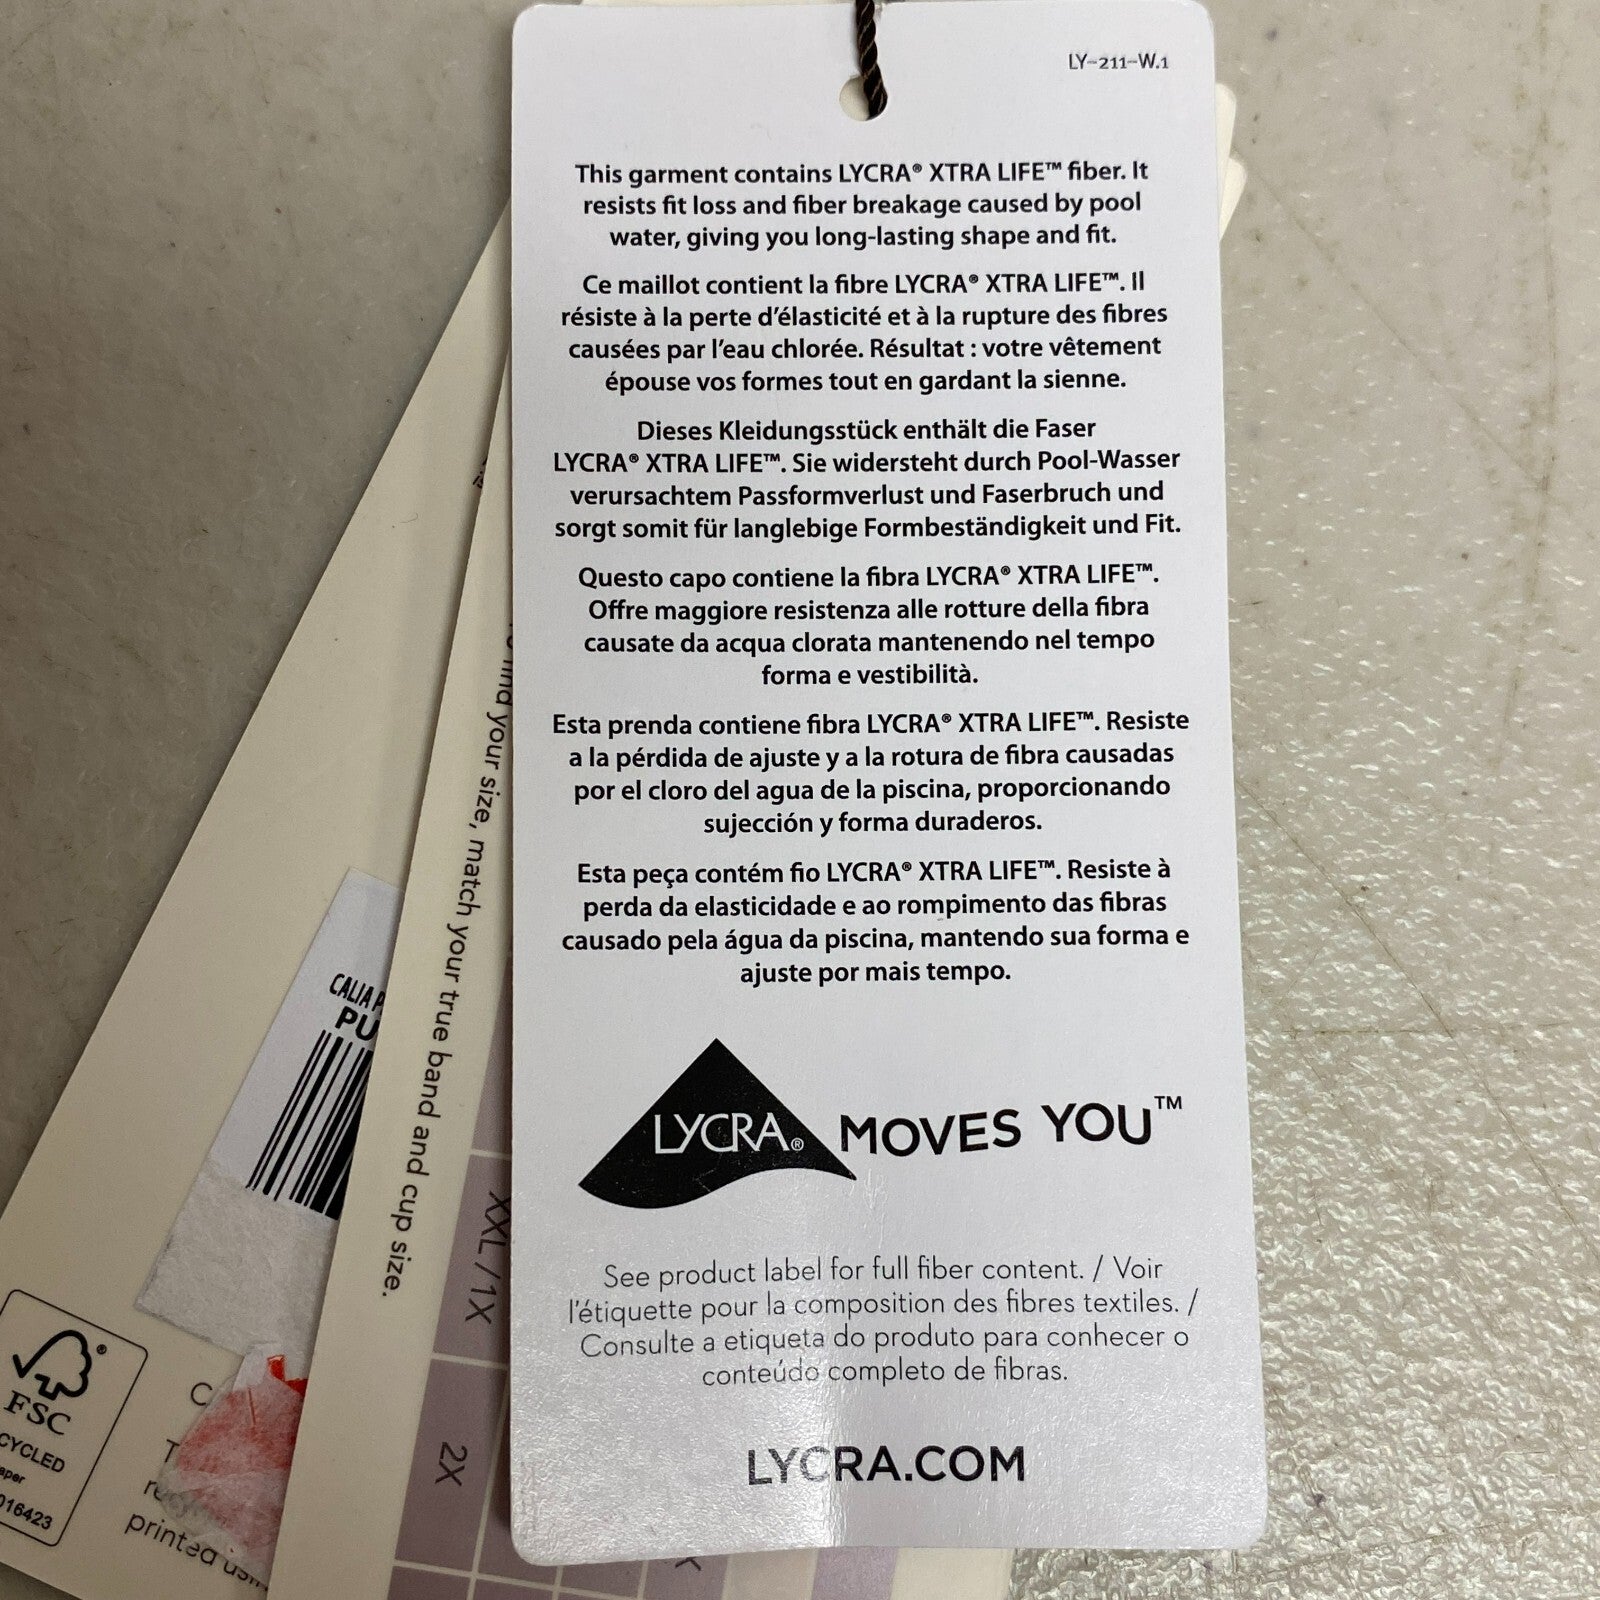 LY-211-W.1
This garment contains LYCRA® XTRA LIFE™ fiber. It
resists fit loss and fiber breakage caused by pool
water, giving you long-lasting shape and fit.
Ce maillot contient la fibre LYCRA® XTRA LIFE™. Il
résiste à la perte d'élasticité et à la rupture des fibres
causées par l'eau chlorée. Résultat : votre vêtement
épouse vos formes tout en gardant la sienne.
Dieses Kleidungsstück enthält die Faser
LYCRA® XTRA LIFE™. Sie widersteht durch Pool-Wasser
verursachtem Passformverlust und Faserbruch und
sorgt somit für langlebige Formbeständigkeit und Fit.
Questo capo contiene la fibra LYCRA® XTRA LIFE™.
Offre maggiore resistenza alle rotture della fibra
causate da acqua clorata mantenendo nel tempo
forma e vestibilità.
Esta prenda contiene fibra LYCRA® XTRA LIFE™. Resiste
a la pérdida de ajuste y a la rotura de fibra causadas
por el cloro del agua de la piscina, proporcionando
sujección y forma duraderos.
Esta peça contém fio LYCRA® XTRA LIFE™. Resiste à
perda da elasticidade e ao rompimento das fibras
causado pela água da piscina, mantendo sua forma e
ajuste por mais tempo.
LYCRA® MOVES YOU™
See product label for full fiber content. / Voir
l'étiquette pour la composition des fibres textiles. /
Consulte a etiqueta do produto para conhecer o
conteúdo completo de fibras.
LYCRA.COM
find your size, match your true band and cup size.
XXL / 1X
2X
CALIA P
PU
®
FSC
CYCLED
aper
016423
printed